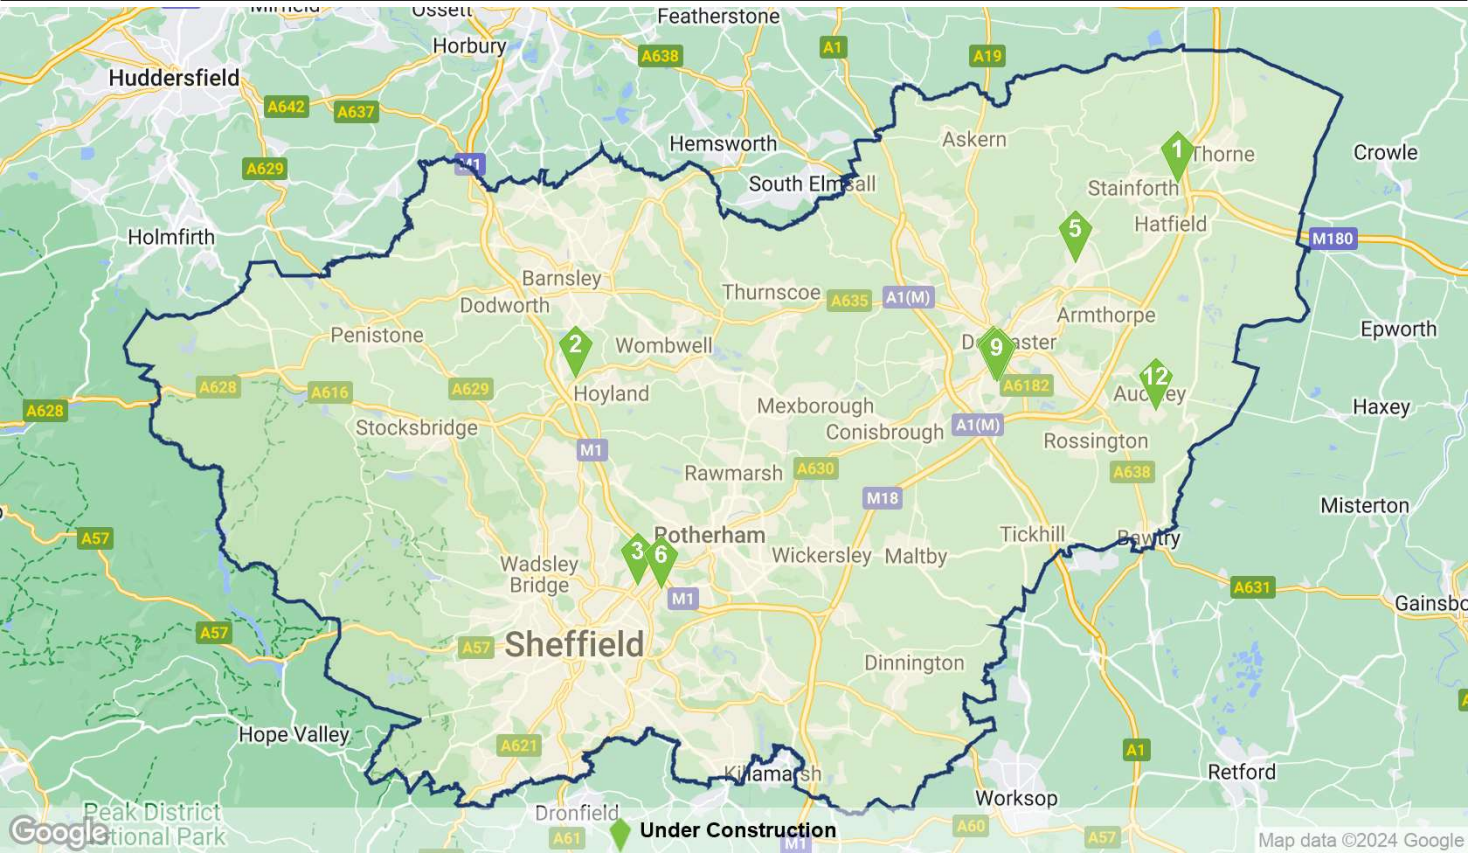 Mirfield
Ossett
Featherstone
Horbury
A638
A1
A19
Huddersfield
A642
A637
Hemsworth
Askern
1
Thorne
Crowle
A629
M1
South Elmsall
Stainforth
Hatfield
5
Holmfirth
M180
Barnsley
Dodworth
Thurnscoe
A635
A1(M)
Armthorpe
Epworth
Penistone
2
Wombwell
Doncaster
9
A628
A616
A629
Hoyland
A6182
12
Auckley
A628
Mexborough
Haxey
Stocksbridge
Conisbrough
A1(M)
Rossington
M1
Rawmarsh
A630
A638
M18
Misterton
A57
3
6
Rotherham
Tickhill
Bawtry
Wadsley
Bridge
Wickersley
Maltby
M1
A631
Gainsbo
A57
A57
Sheffield
Dinnington
Hope Valley
A621
A1
Killamarsh
Retford
Worksop
Peak District
National Park
Google
Dronfield
A61
Under Construction
M1
A60
A57
Map data ©2024 Google